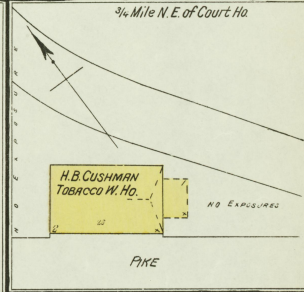 3/4 Mile N.E. of Court Ho.
NO EXPOSURE
H.B. CUSHMAN
TOBACCO W. HO.
NO EXPOSURES
PIKE